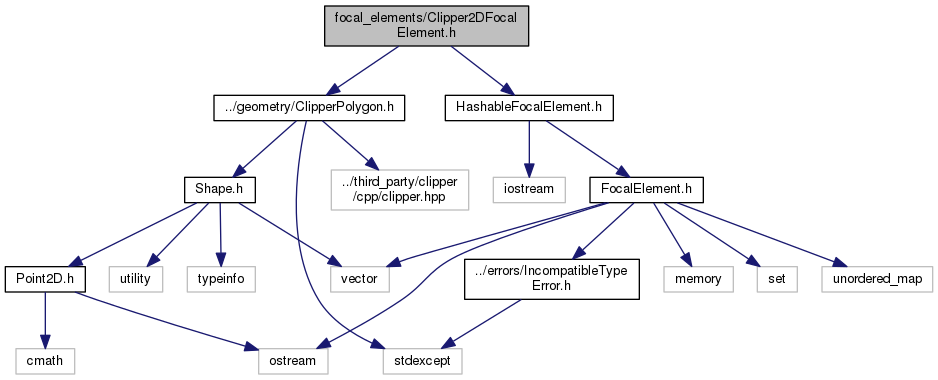 focal_elements/Clipper2DFocal
Element.h
../geometry/ClipperPolygon.h
HashableFocalElement.h
Shape.h
../third_party/clipper
/cpp/clipper.hpp
iostream
FocalElement.h
Point2D.h
utility
typeinfo
vector
../errors/IncompatibleType
Error.h
memory
set
unordered_map
cmath
ostream
stdexcept